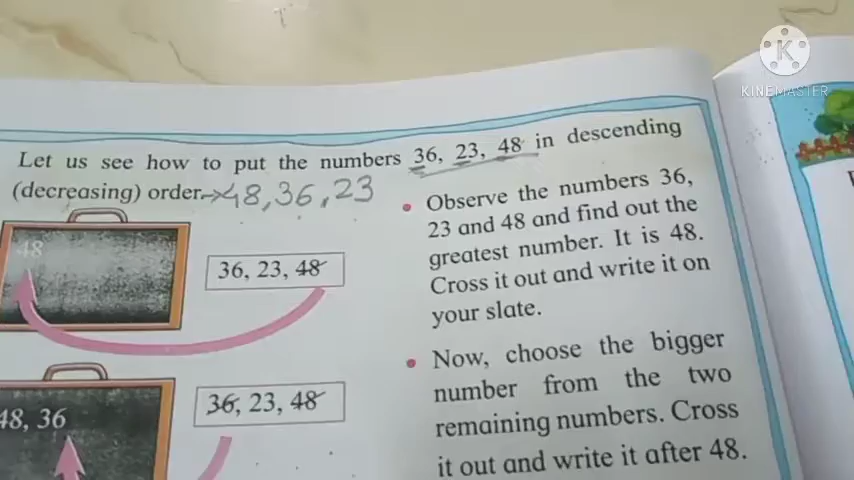 KINEMASTER
Let us see how to put the numbers 36, 23, 48 in descending
(decreasing) order→48,36,23
48
36, 23, 48
48, 36
36, 23, 48
• Observe the numbers 36,
23 and 48 and find out the
greatest number. It is 48.
Cross it out and write it on
your slate.
• Now, choose the bigger
number from the two
remaining numbers. Cross
it out and write it after 48.